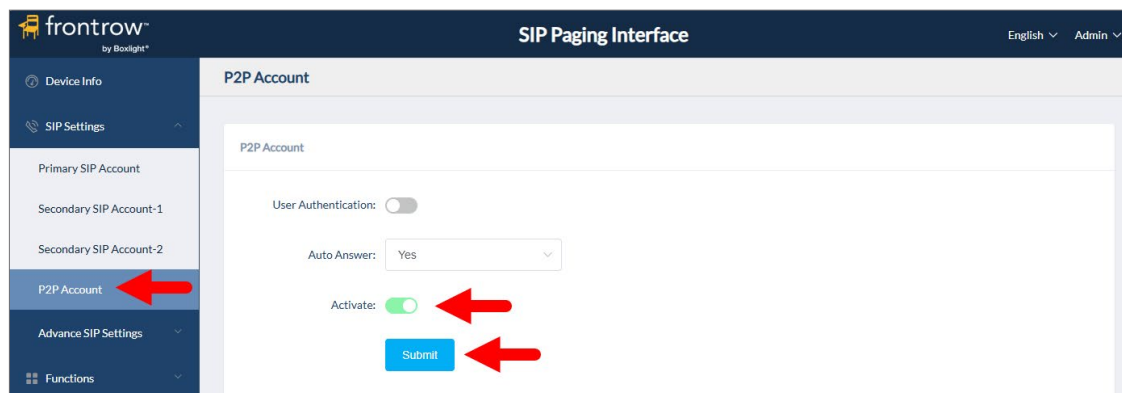 frontrow™
by Boxlight®
SIP Paging Interface
English
Admin
Device Info
SIP Settings
Primary SIP Account
Secondary SIP Account-1
Secondary SIP Account-2
P2P Account
Advance SIP Settings
Functions
P2P Account
P2P Account
User Authentication:
Auto Answer: Yes
Activate:
Submit